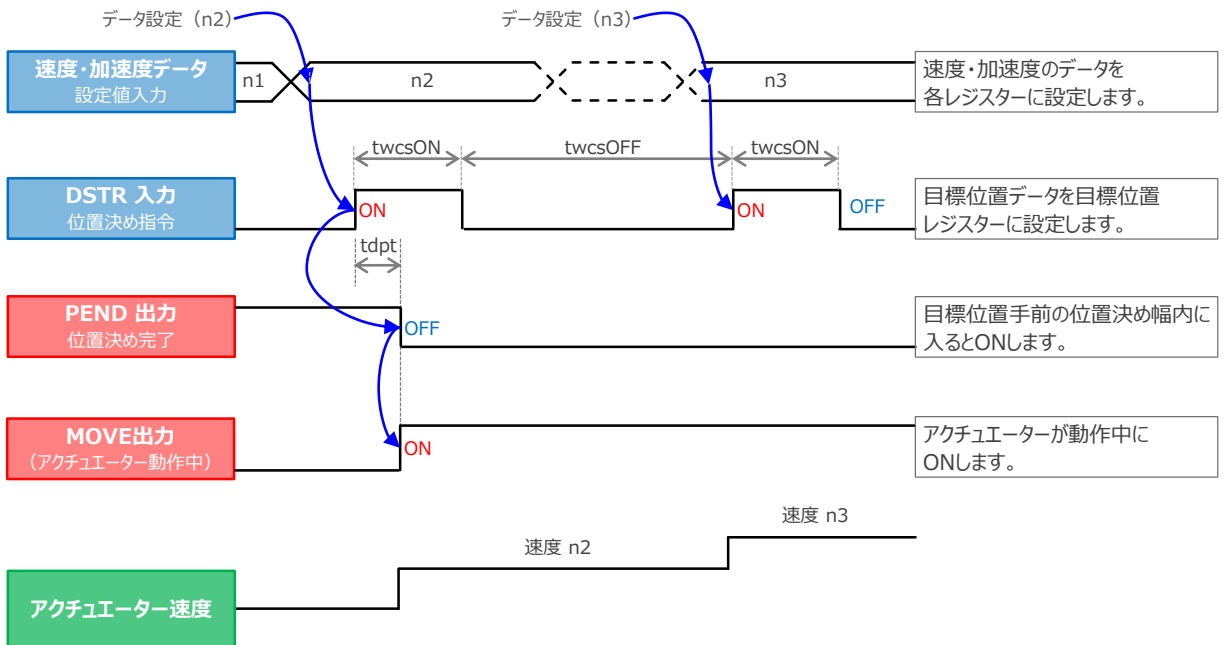 データ設定（n2）
データ設定（n3）
速度・加速度データ
設定値入力
n1
n2
n3
速度・加速度のデータを
各レジスターに設定します。
twcsON
twcsOFF
twcsON
DSTR 入力
位置決め指令
ON
ON
OFF
目標位置データを目標位置
レジスターに設定します。
tdpt
PEND 出力
位置決め完了
OFF
目標位置手前の位置決め幅内に
入るとONします。
MOVE出力
（アクチュエーター動作中）
ON
アクチュエーターが動作中に
ONします。
速度 n3
速度 n2
アクチュエーター速度